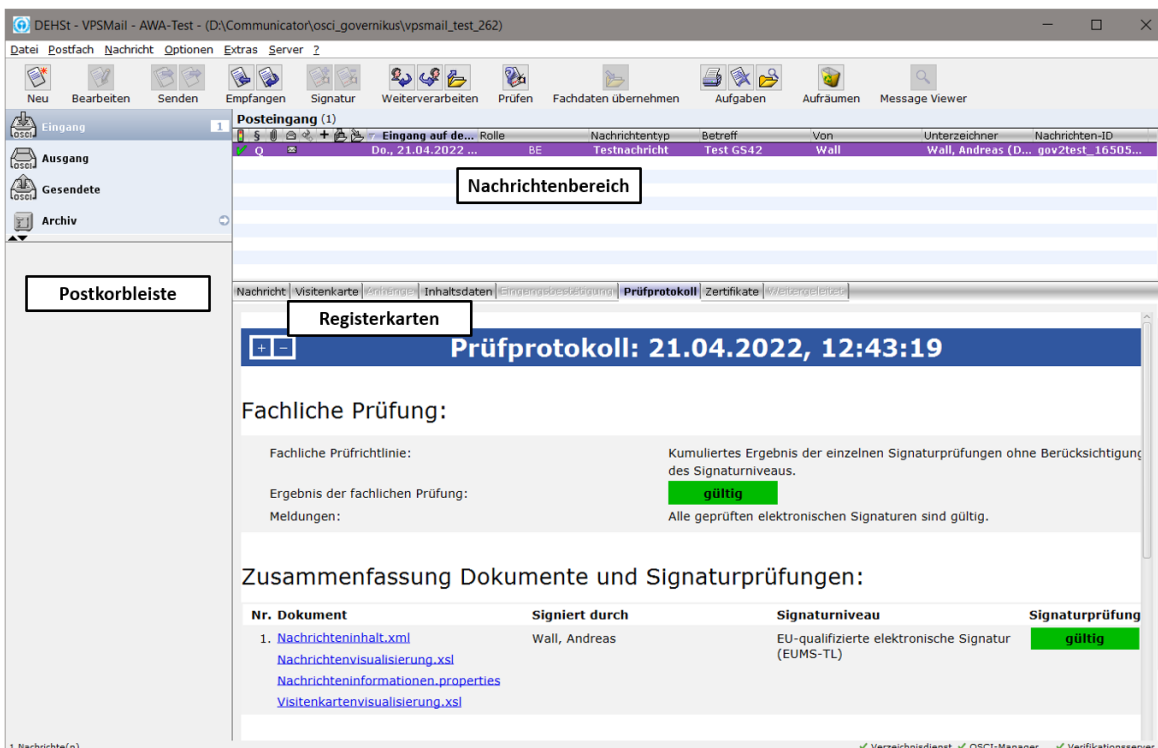 DEHSt - VPSMail - AWA-Test - (D:\Communicator\osci_governikus\vpsmail_test_262)
Datei Postfach Nachricht Optionen Extras Server ?
Neu Bearbeiten Senden Empfangen Signatur Weiterverarbeiten Prüfen Fachdaten übernehmen Aufgaben Aufräumen Message Viewer
Eingang 1
Ausgang
Gesendete
Archiv
Postkorbleiste
Posteingang (1)
Eingang auf de... Rolle Nachrichtentyp Betreff Von Unterzeichner Nachrichten-ID
Q Do., 21.04.2022 ... BE Testnachricht Test GS42 Wall Wall, Andreas (D... gov2test_16505...
Nachrichtenbereich
Nachricht Visitenkarte Anhänge Inhaltsdaten Eingangsbestätigung Prüfprotokoll Zertifikate Weitergeleitet
Registerkarten
+ − Prüfprotokoll: 21.04.2022, 12:43:19
Fachliche Prüfung:
Fachliche Prüfrichtlinie: Kumuliertes Ergebnis der einzelnen Signaturprüfungen ohne Berücksichtigung
des Signaturniveaus.
Ergebnis der fachlichen Prüfung: gültig
Meldungen: Alle geprüften elektronischen Signaturen sind gültig.
Zusammenfassung Dokumente und Signaturprüfungen:
Nr. Dokument Signiert durch Signaturniveau Signaturprüfung
1. Nachrichteninhalt.xml Wall, Andreas EU-qualifizierte elektronische Signatur gültig
(EUMS-TL)
Nachrichtenvisualisierung.xsl
Nachrichteninformationen.properties
Visitenkartenvisualisierung.xsl
1 Nachrichte(n) Verzeichnisdienst OSCI-Manager Verifikationsserver